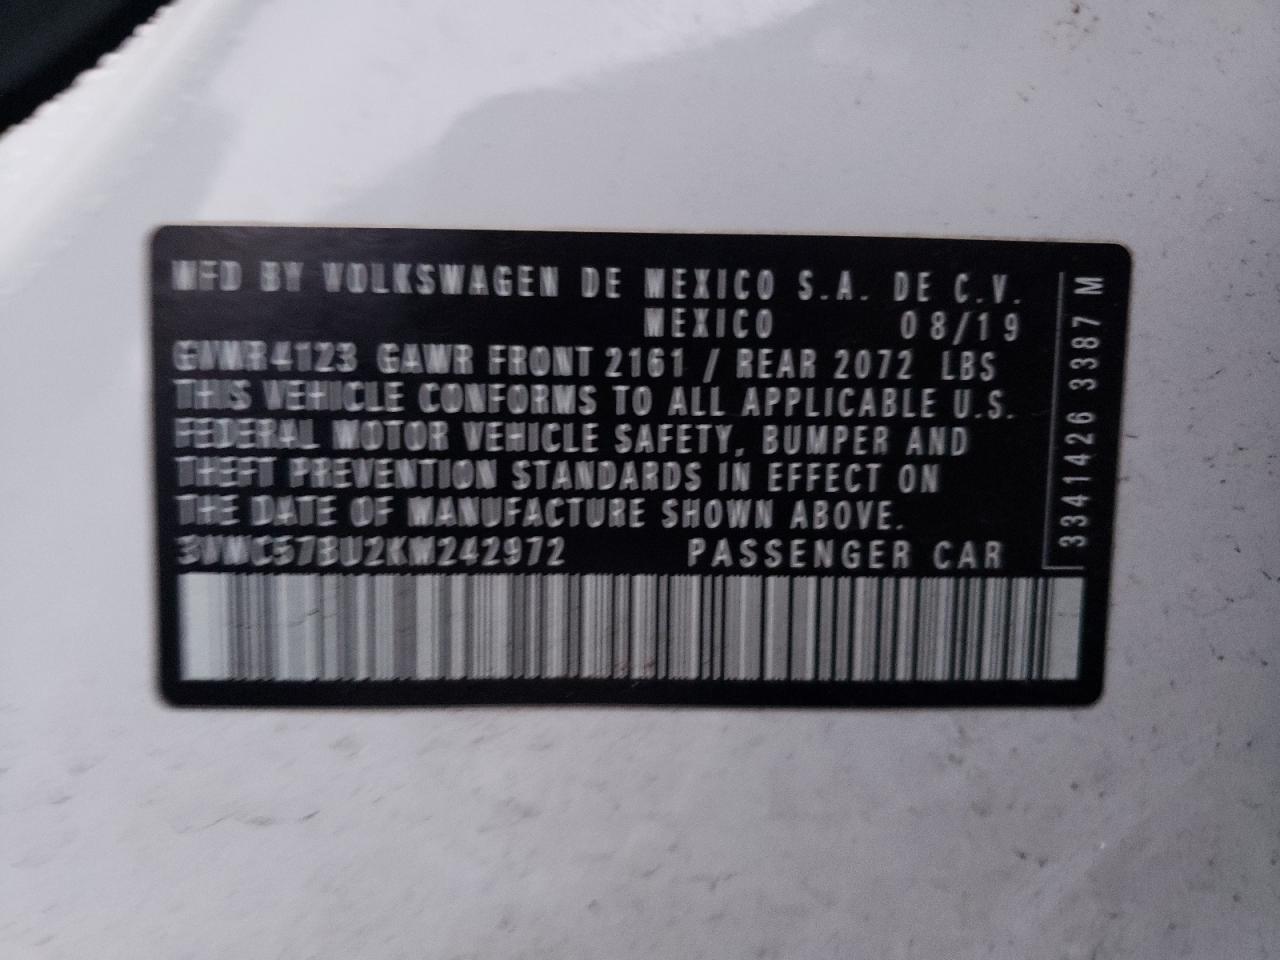 MFD BY VOLKSWAGEN DE MEXICO S.A. DE C.V.
MEXICO 08/19
GVWR 4123 GAWR FRONT 2161 / REAR 2072 LBS
THIS VEHICLE CONFORMS TO ALL APPLICABLE U.S.
FEDERAL MOTOR VEHICLE SAFETY, BUMPER AND
THEFT PREVENTION STANDARDS IN EFFECT ON
THE DATE OF MANUFACTURE SHOWN ABOVE.
3VWC57BU2KM242972 PASSENGER CAR
3341426 3387 M